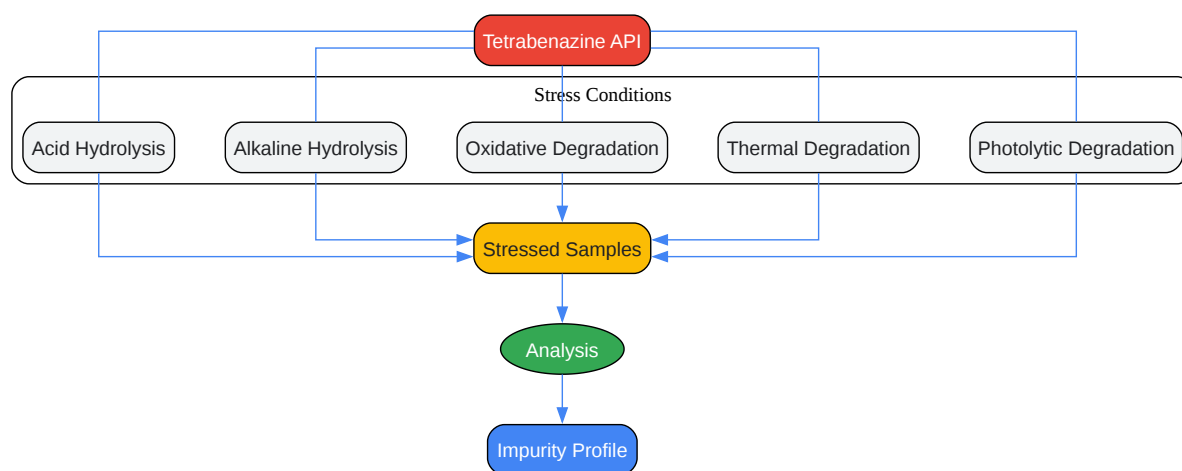 Tetrabenazine API
Stress Conditions
Acid Hydrolysis
Alkaline Hydrolysis
Oxidative Degradation
Thermal Degradation
Photolytic Degradation
Stressed Samples
Analysis
Impurity Profile